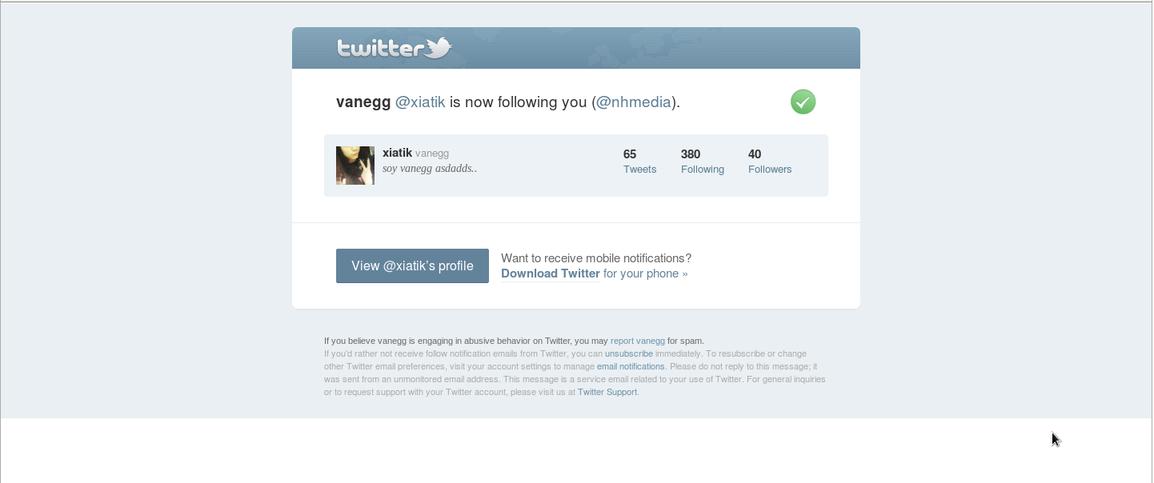 twitter
vanegg @xiatik is now following you (@nhmedia).
xiatik vanegg
soy vanegg asdadds..
65 380 40
Tweets Following Followers
View @xiatik's profile
Want to receive mobile notifications?
Download Twitter for your phone »
If you believe vanegg is engaging in abusive behavior on Twitter, you may report vanegg for spam.
If you'd rather not receive follow notification emails from Twitter, you can unsubscribe immediately. To resubscribe or change
other Twitter email preferences, visit your account settings to manage email notifications. Please do not reply to this message; it
was sent from an unmonitored email address. This message is a service email related to your use of Twitter. For general inquiries
or to request support with your Twitter account, please visit us at Twitter Support.